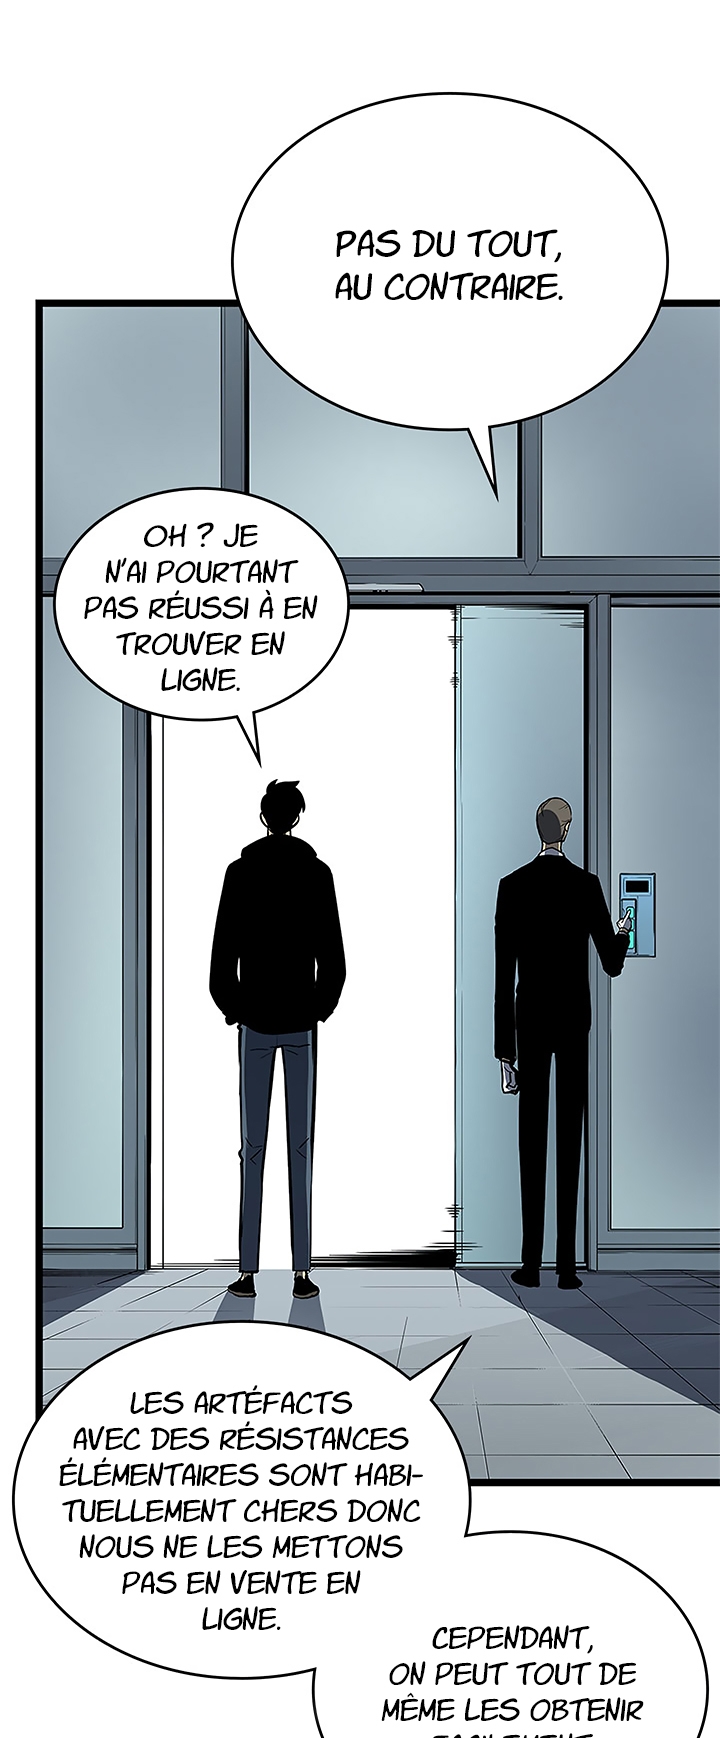 PAS DU TOUT,
AU CONTRAIRE.
OH ? JE
N'AI POURTANT
PAS RÉUSSI À EN
TROUVER EN
LIGNE.
LES ARTÉFACTS
AVEC DES RÉSISTANCES
ÉLÉMENTAIRES SONT HABI-
TUELLEMENT CHERS DONC
NOUS NE LES METTONS
PAS EN VENTE EN
LIGNE.
CEPENDANT,
ON PEUT TOUT DE
MÊME LES OBTENIR